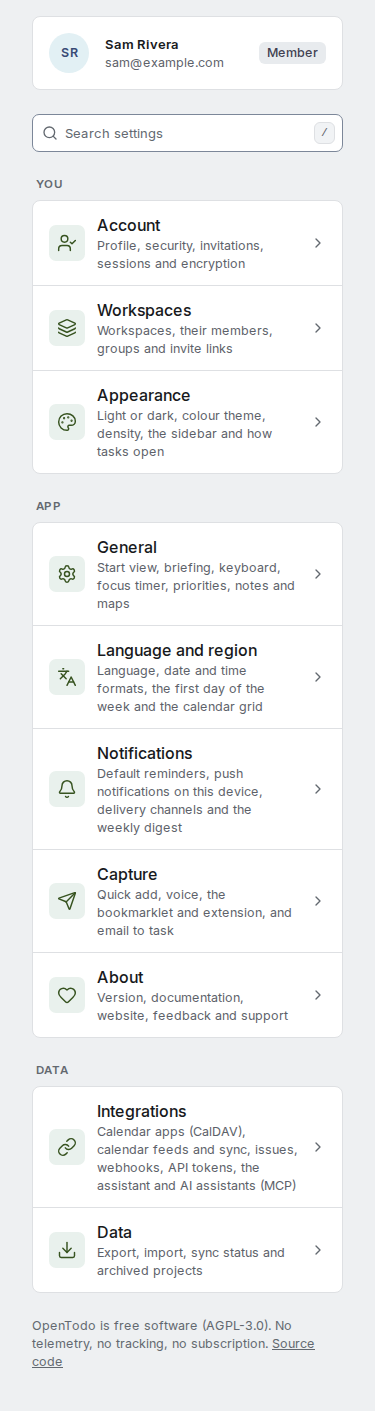 SR
Sam Rivera
sam@example.com
Member
Search settings
/
YOU
Account
Profile, security, invitations,
sessions and encryption
Workspaces
Workspaces, their members,
groups and invite links
Appearance
Light or dark, colour theme,
density, the sidebar and how
tasks open
APP
General
Start view, briefing, keyboard,
focus timer, priorities, notes and
maps
Language and region
Language, date and time
formats, the first day of the
week and the calendar grid
Notifications
Default reminders, push
notifications on this device,
delivery channels and the
weekly digest
Capture
Quick add, voice, the
bookmarklet and extension, and
email to task
About
Version, documentation,
website, feedback and support
DATA
Integrations
Calendar apps (CalDAV),
calendar feeds and sync, issues,
webhooks, API tokens, the
assistant and AI assistants (MCP)
Data
Export, import, sync status and
archived projects
OpenTodo is free software (AGPL-3.0). No
telemetry, no tracking, no subscription. Source
code